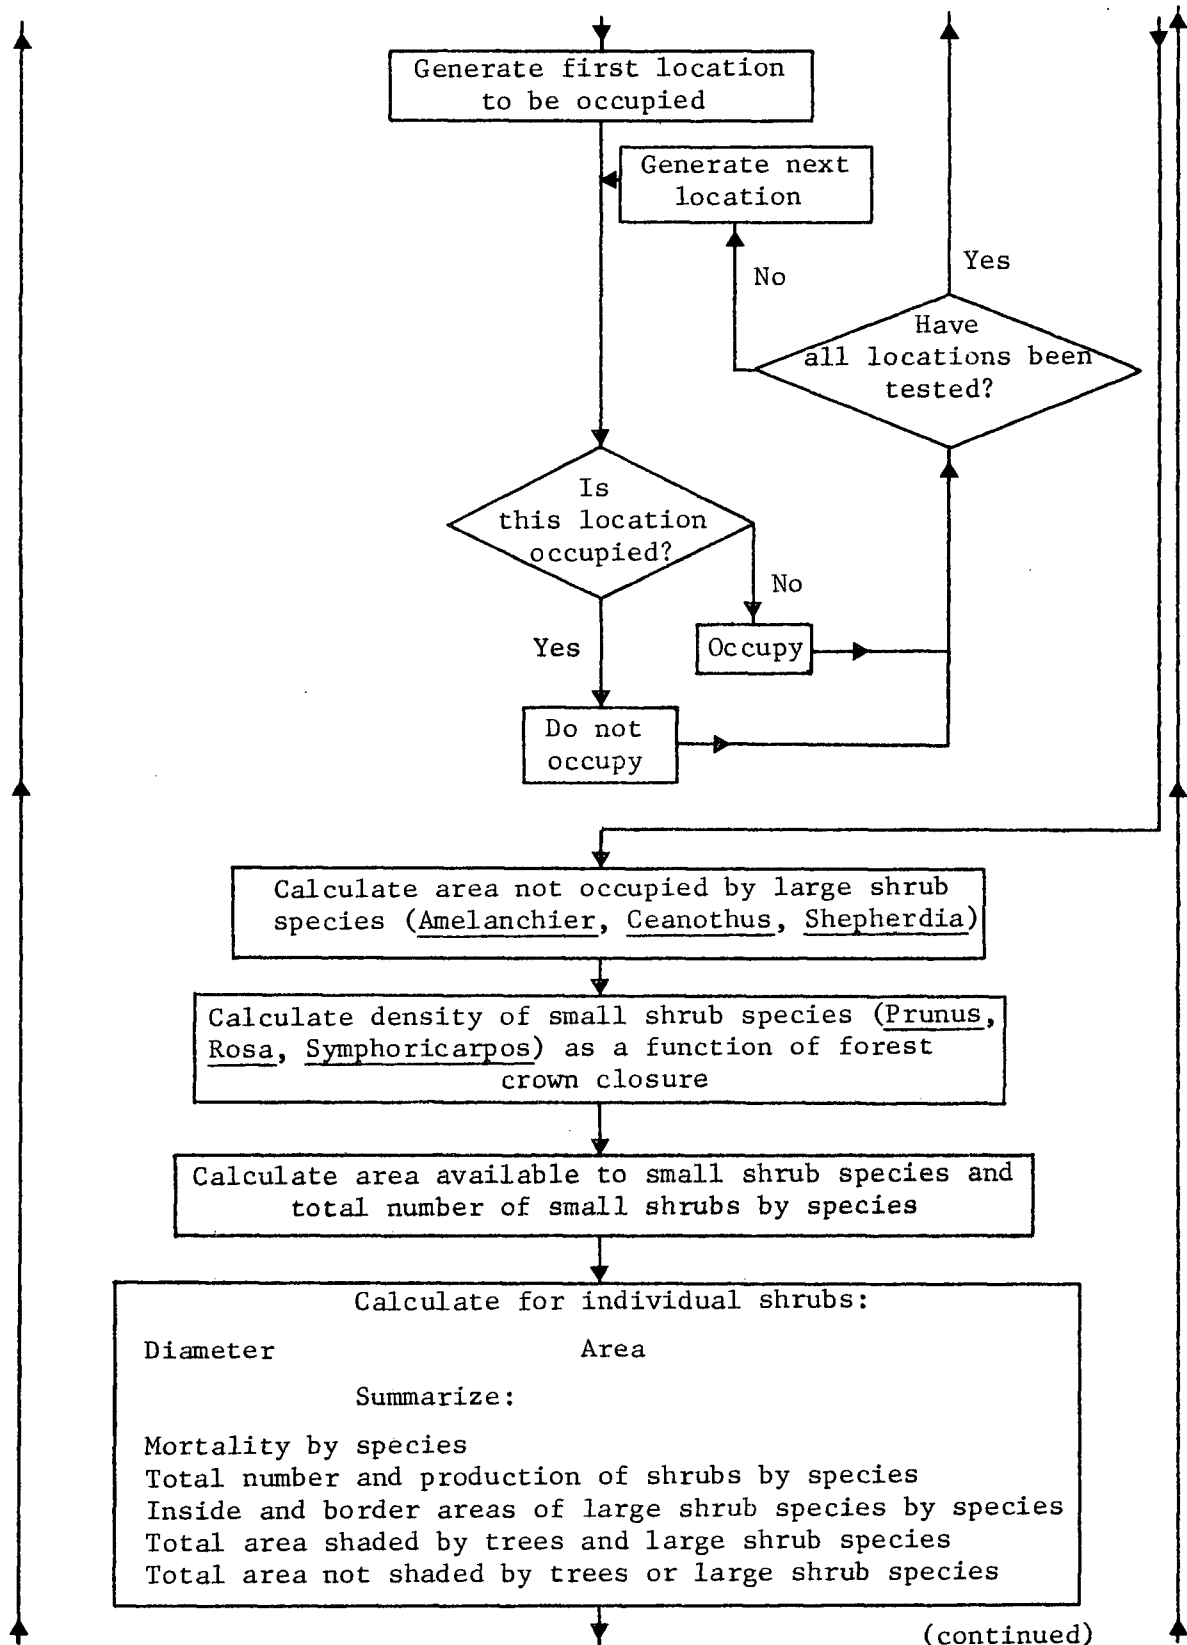 Generate first location
to be occupied
Generate next
location
No
Yes
Have
all locations been
tested?
Is
this location
occupied?
No
Yes
Occupy
Do not
occupy
Calculate area not occupied by large shrub
species (Amelanchier, Ceanothus, Shepherdia)
Calculate density of small shrub species (Prunus,
Rosa, Symphoricarpos) as a function of forest
crown closure
Calculate area available to small shrub species and
total number of small shrubs by species
Calculate for individual shrubs:
Diameter Area
Summarize:
Mortality by species
Total number and production of shrubs by species
Inside and border areas of large shrub species by species
Total area shaded by trees and large shrub species
Total area not shaded by trees or large shrub species
(continued)